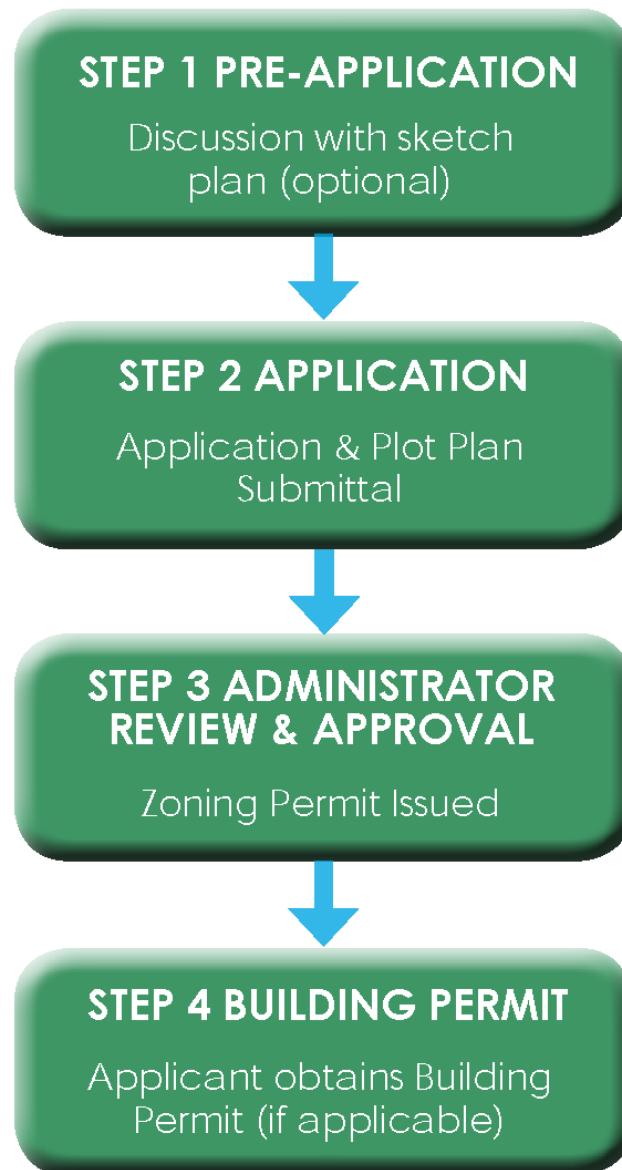 STEP 1 PRE-APPLICATION
Discussion with sketch
plan (optional)
STEP 2 APPLICATION
Application & Plot Plan
Submittal
STEP 3 ADMINISTRATOR
REVIEW & APPROVAL
Zoning Permit Issued
STEP 4 BUILDING PERMIT
Applicant obtains Building
Permit (if applicable)